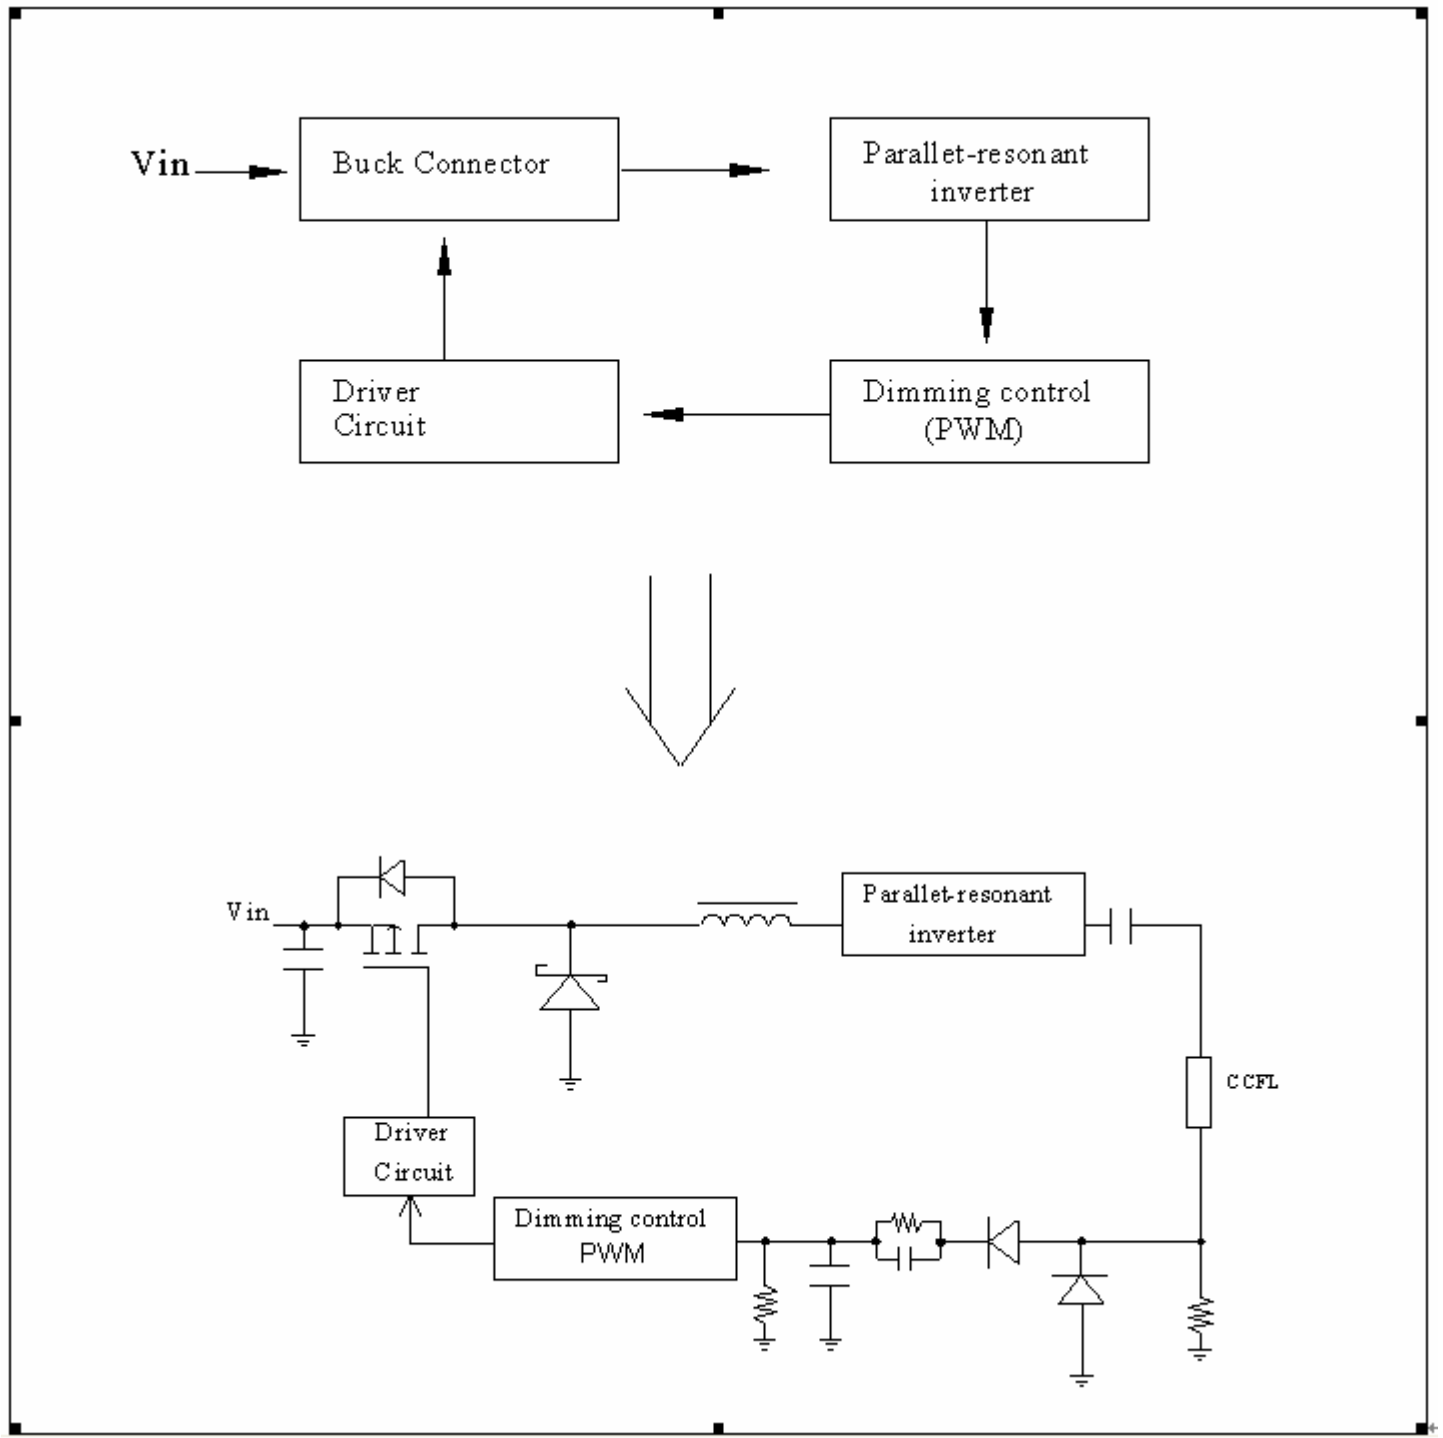 Vin
Buck Connector
Parallet-resonant
inverter
Driver
Circuit
Dimming control
(PWM)
Vin
Parallet-resonant
inverter
CCFL
Driver
Circuit
Dimming control
PWM